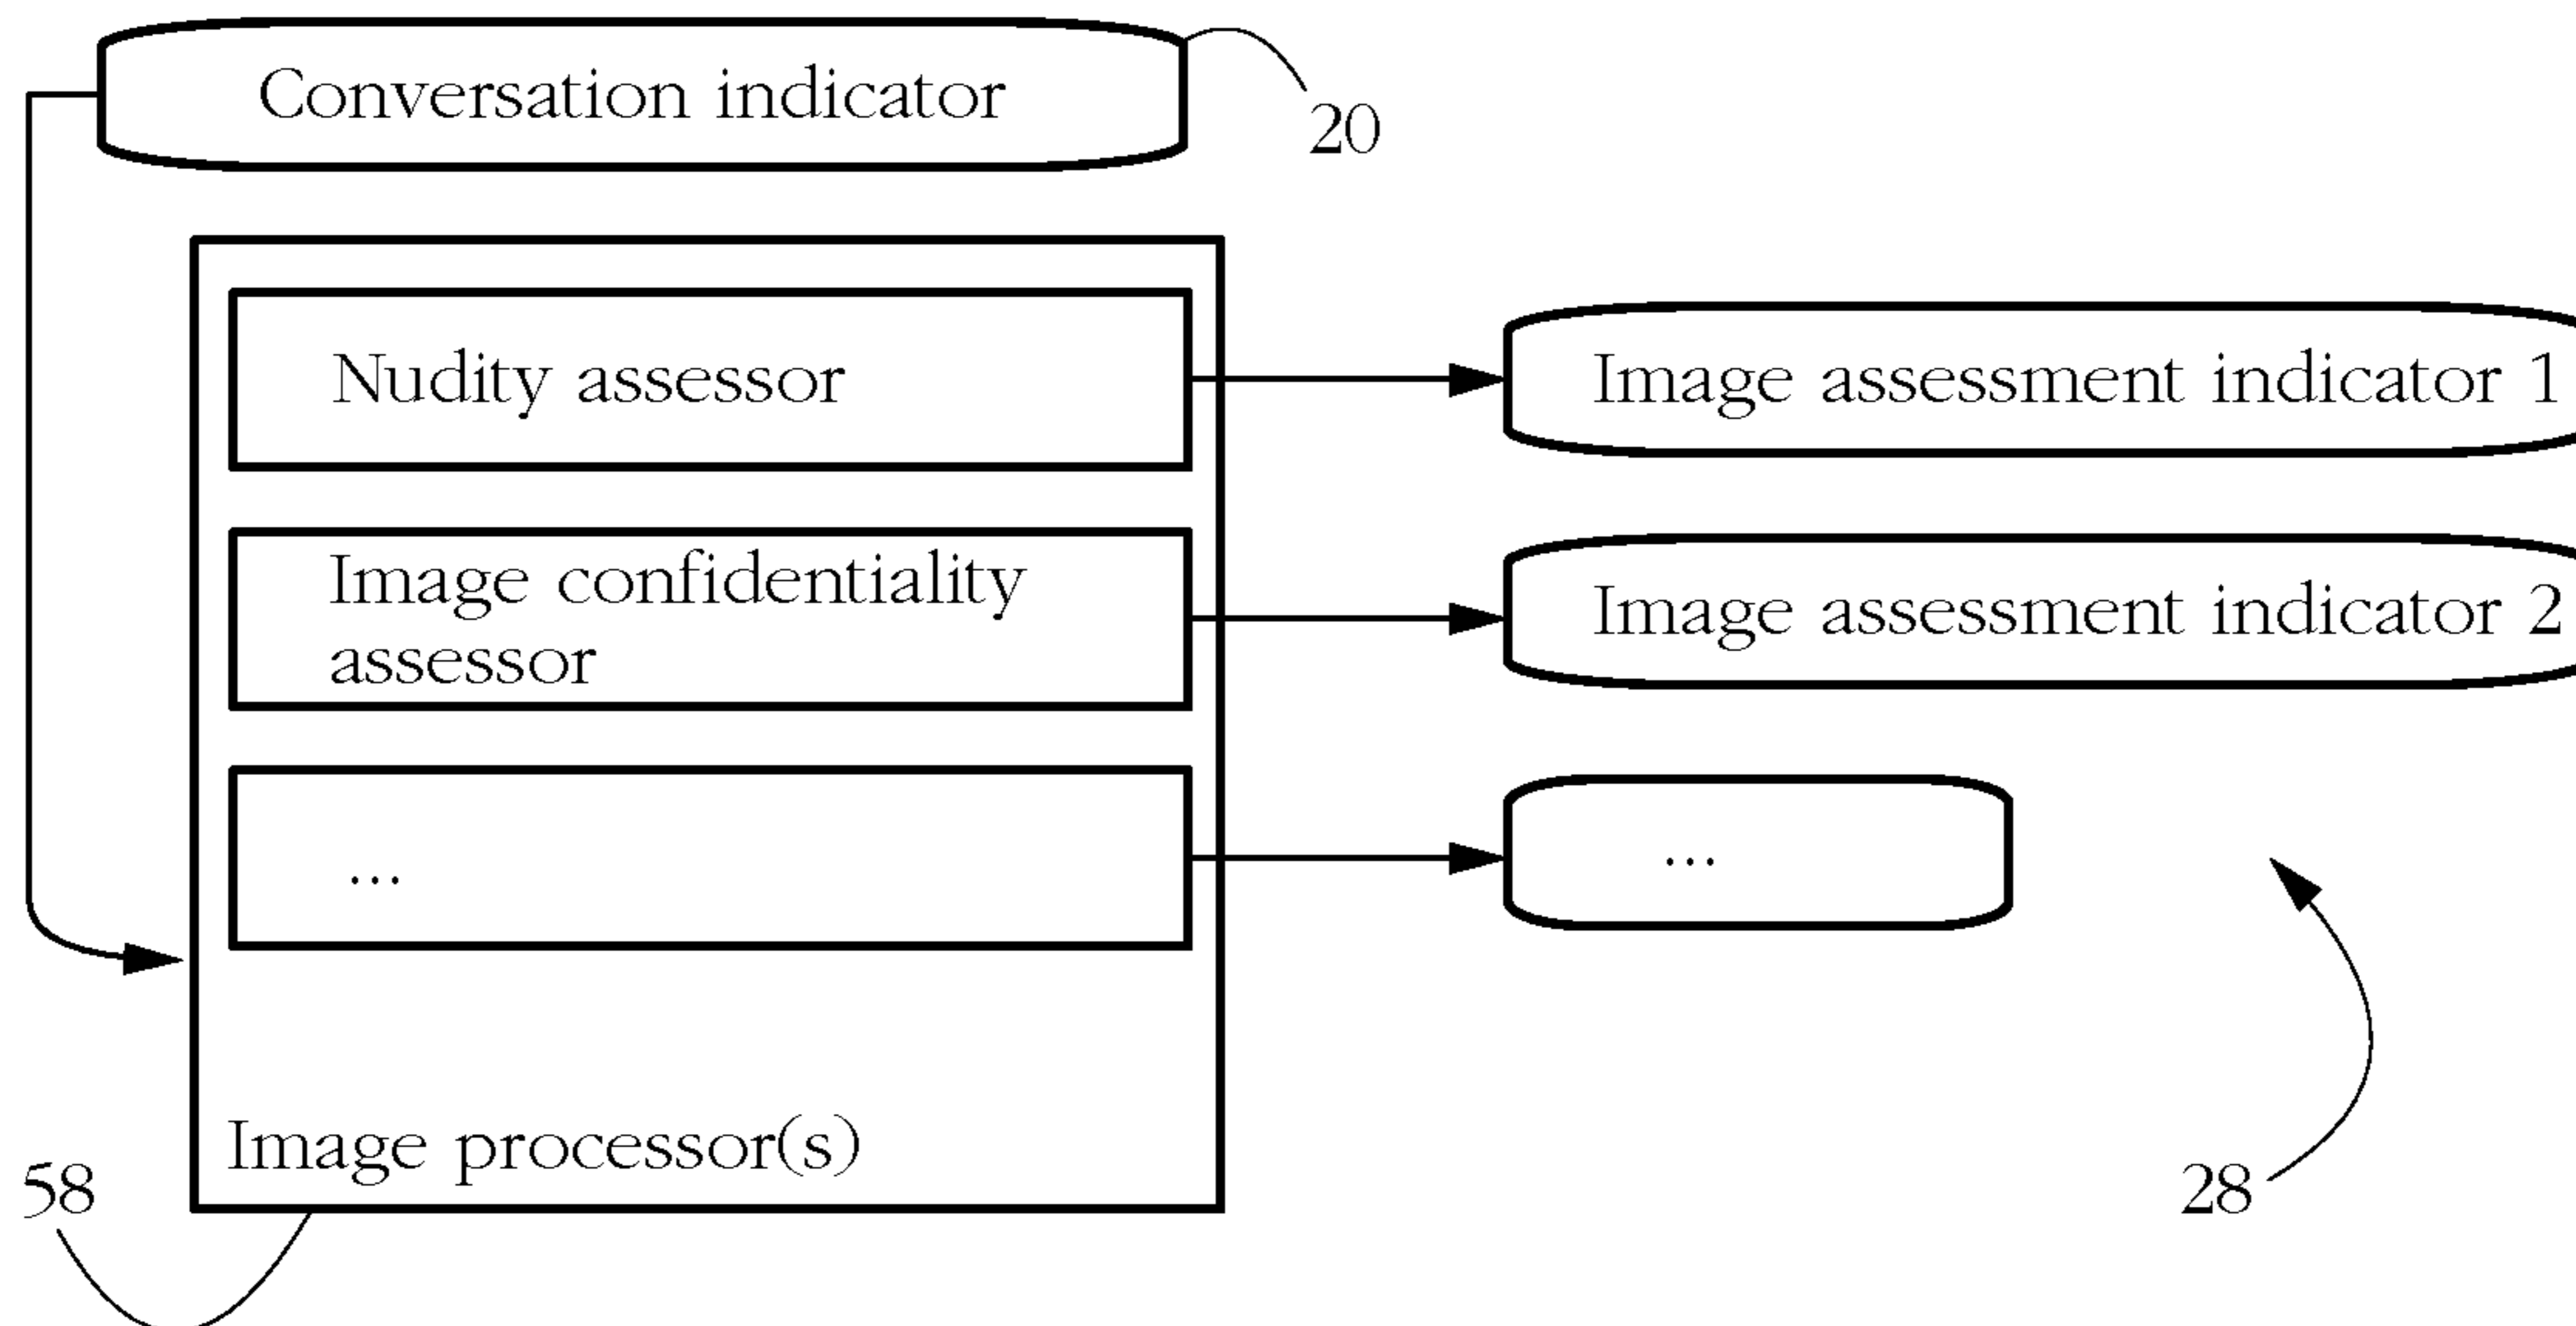 Conversation indicator
20
Nudity assessor
Image assessment indicator 1
Image confidentiality
assessor
Image assessment indicator 2
...
...
Image processor(s)
58
28